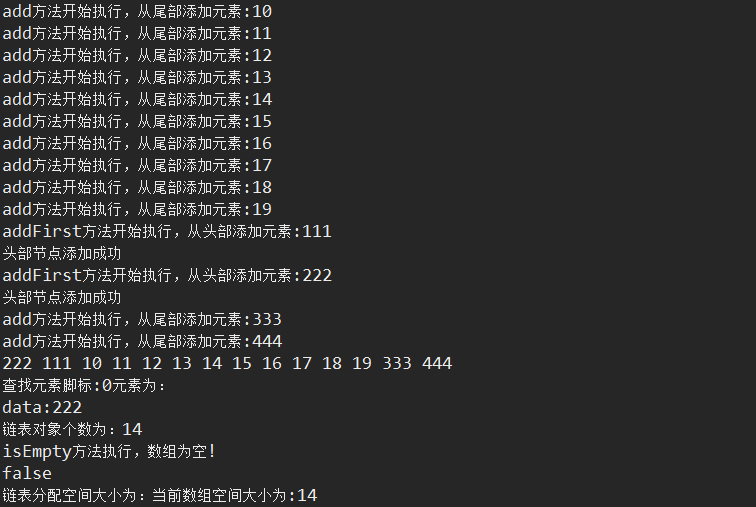 add方法开始执行，从尾部添加元素:10
add方法开始执行，从尾部添加元素:11
add方法开始执行，从尾部添加元素:12
add方法开始执行，从尾部添加元素:13
add方法开始执行，从尾部添加元素:14
add方法开始执行，从尾部添加元素:15
add方法开始执行，从尾部添加元素:16
add方法开始执行，从尾部添加元素:17
add方法开始执行，从尾部添加元素:18
add方法开始执行，从尾部添加元素:19
addFirst方法开始执行，从头部添加元素:111
头部节点添加成功
addFirst方法开始执行，从头部添加元素:222
头部节点添加成功
add方法开始执行，从尾部添加元素:333
add方法开始执行，从尾部添加元素:444
222 111 10 11 12 13 14 15 16 17 18 19 333 444
查找元素脚标:0元素为：
data:222
链表对象个数为：14
isEmpty方法执行，数组为空!
false
链表分配空间大小为：当前数组空间大小为:14